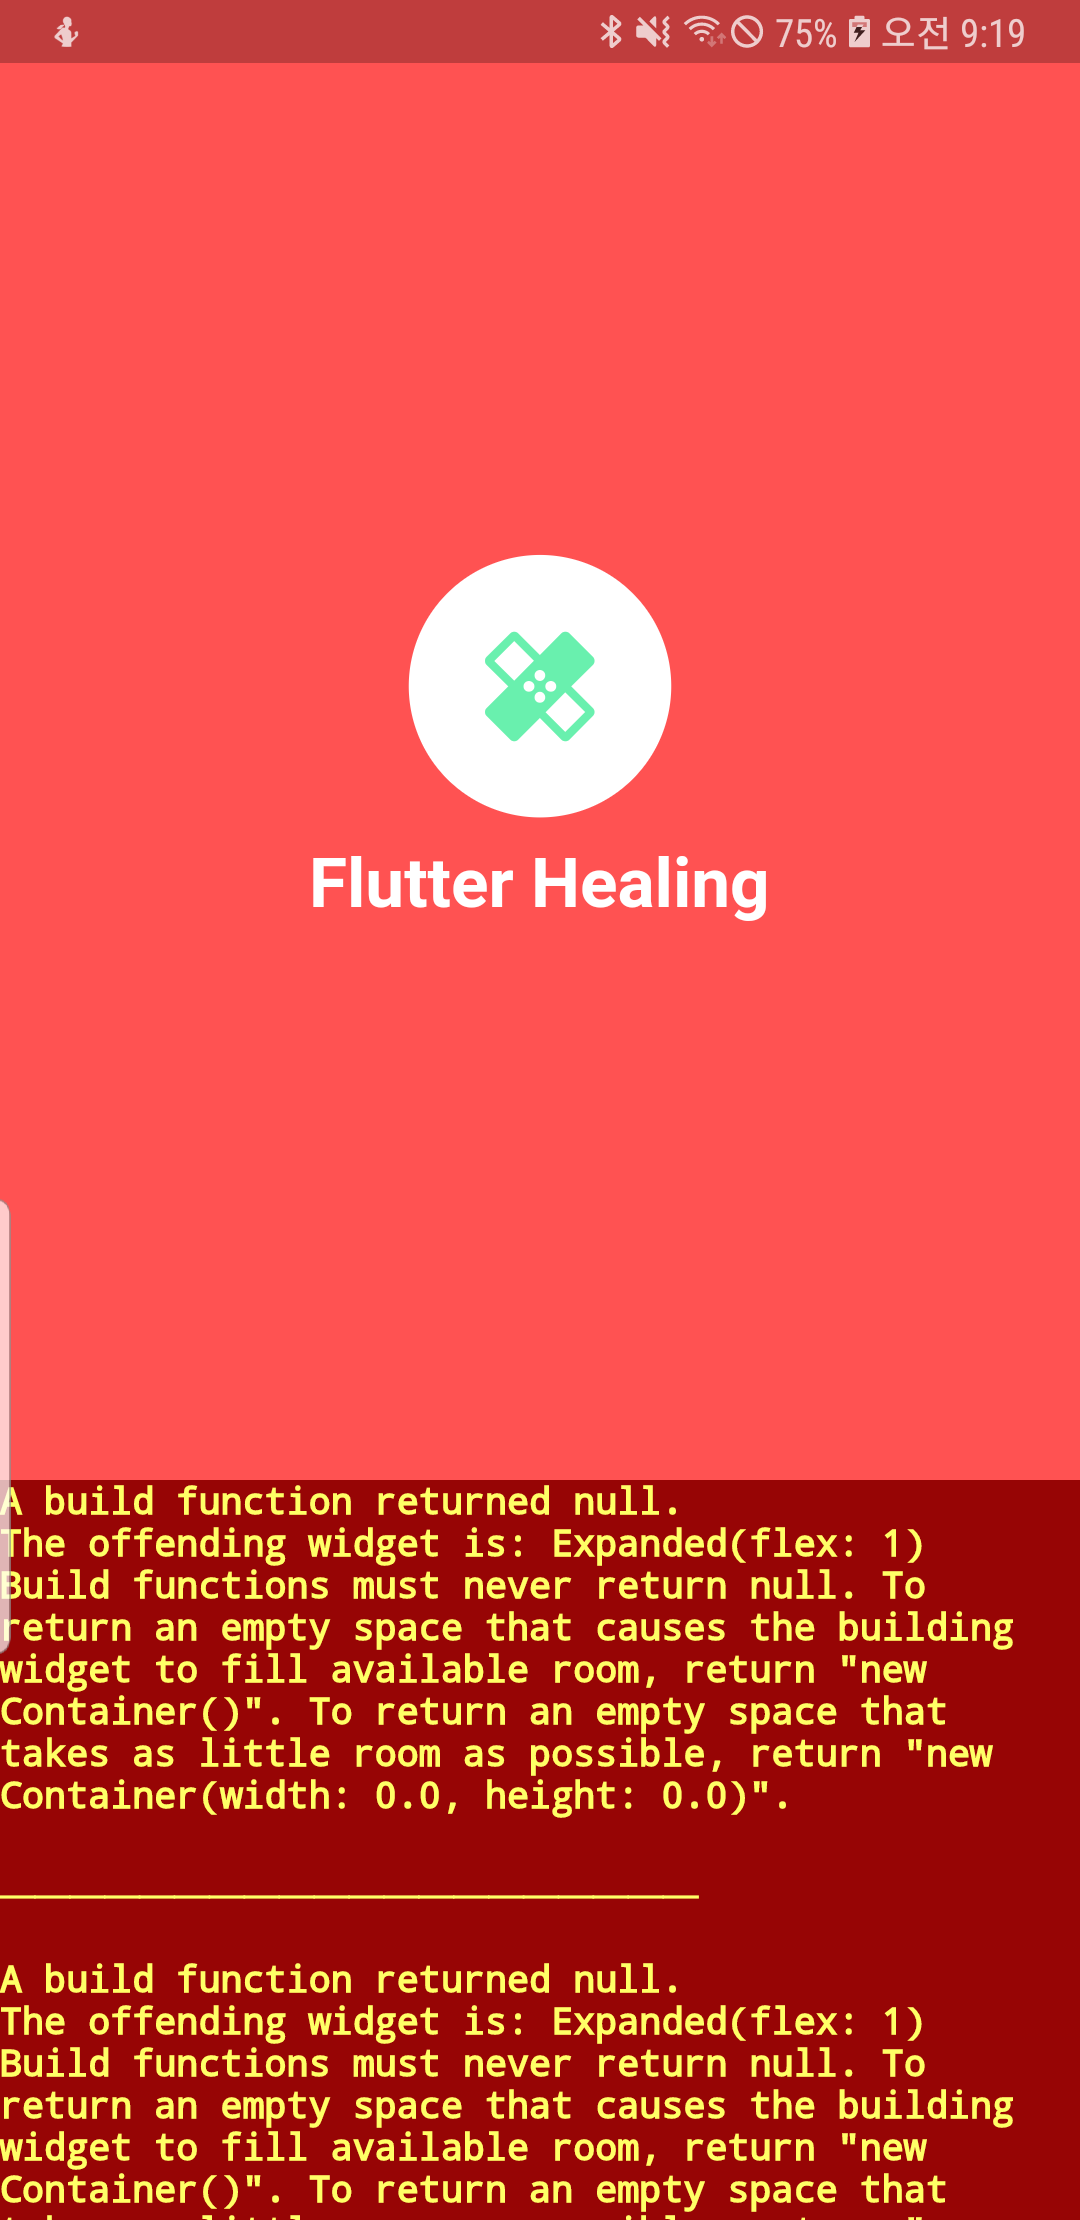 75% 오전 9:19
Flutter Healing
A build function returned null.
The offending widget is: Expanded(flex: 1)
Build functions must never return null. To
return an empty space that causes the building
widget to fill available room, return "new
Container()". To return an empty space that
takes as little room as possible, return "new
Container(width: 0.0, height: 0.0)".
A build function returned null.
The offending widget is: Expanded(flex: 1)
Build functions must never return null. To
return an empty space that causes the building
widget to fill available room, return "new
Container()". To return an empty space that